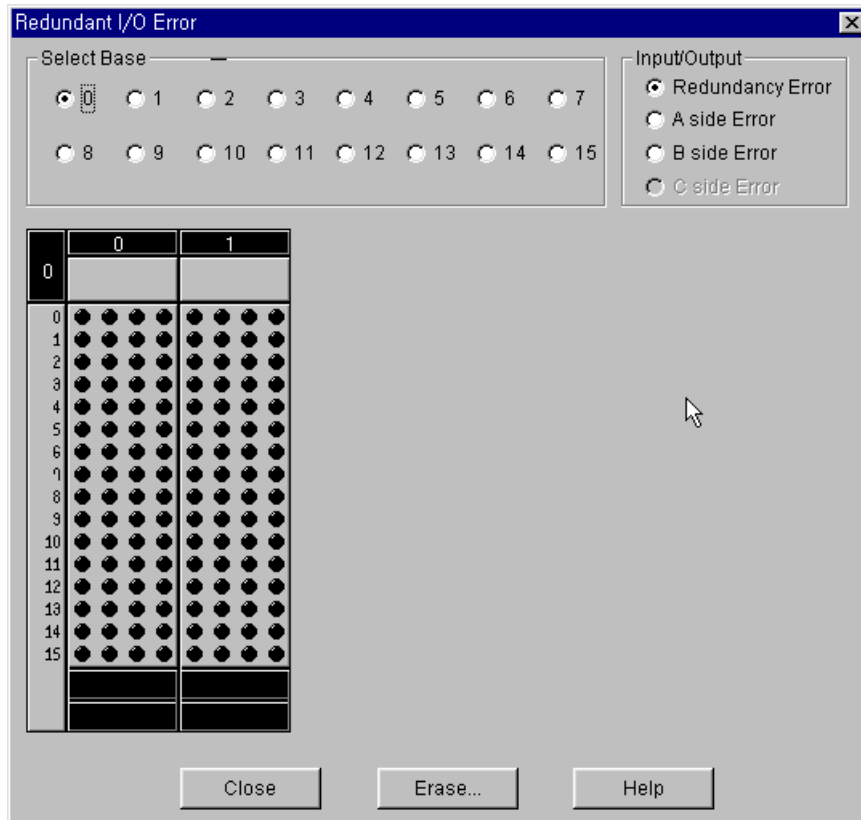 Redundant I/O Error
Select Base
0 1 2 3 4 5 6 7
8 9 10 11 12 13 14 15
Input/Output
Redundancy Error
A side Error
B side Error
C side Error
0 1
0
0
1
2
3
4
5
6
7
8
9
10
11
12
13
14
15
Close Erase... Help